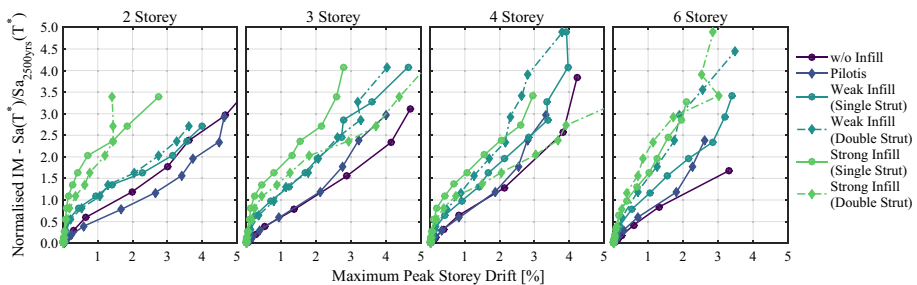 2 Storey
3 Storey
4 Storey
6 Storey
Normalised IM - Sa(T*)/Sa2500yrs(T*)
5.0
4.5
4.0
3.5
3.0
2.5
2.0
1.5
1.0
0.5
0.0
1 2 3 4 5
1 2 3 4 5
1 2 3 4 5
1 2 3 4 5
Maximum Peak Storey Drift [%]
w/o Infill
Pilotis
Weak Infill
(Single Strut)
Weak Infill
(Double Strut)
Strong Infill
(Single Strut)
Strong Infill
(Double Strut)